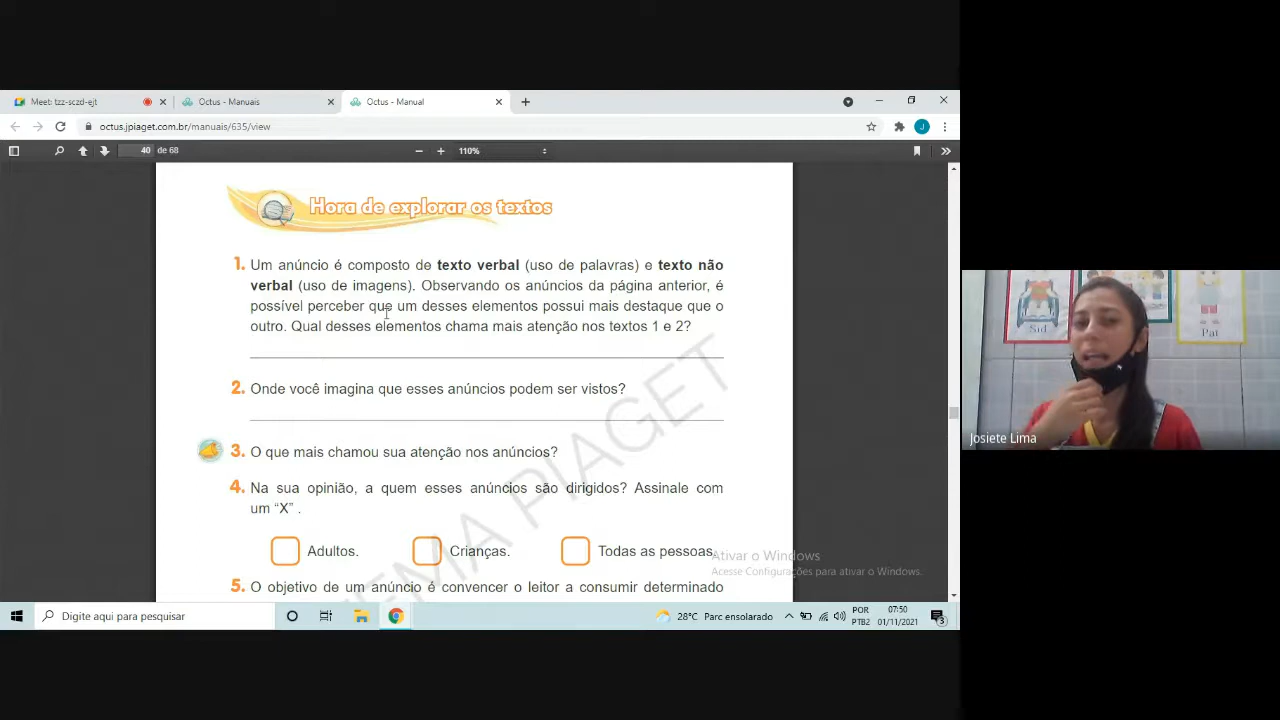 Meet: tzz-sczd-ejt
Octus - Manuais
Octus - Manual
octus.jpiaget.com.br/manuais/635/view
J
40 de 68
110%
Hora de explorar os textos
1. Um anúncio é composto de texto verbal (uso de palavras) e texto não
verbal (uso de imagens). Observando os anúncios da página anterior, é
possível perceber que um desses elementos possui mais destaque que o
outro. Qual desses elementos chama mais atenção nos textos 1 e 2?
2. Onde você imagina que esses anúncios podem ser vistos?
3. O que mais chamou sua atenção nos anúncios?
4. Na sua opinião, a quem esses anúncios são dirigidos? Assinale com
um “X” .
Adultos. Crianças. Todas as pessoas.
5. O objetivo de um anúncio é convencer o leitor a consumir determinado
EMA PIAGET
Ativar o Windows
Acesse Configurações para ativar o Windows.
Digite aqui para pesquisar
28°C Parc ensolarado
POR
PTB2
07:50
01/11/2021
3
Sid
Pat
Josiete Lima